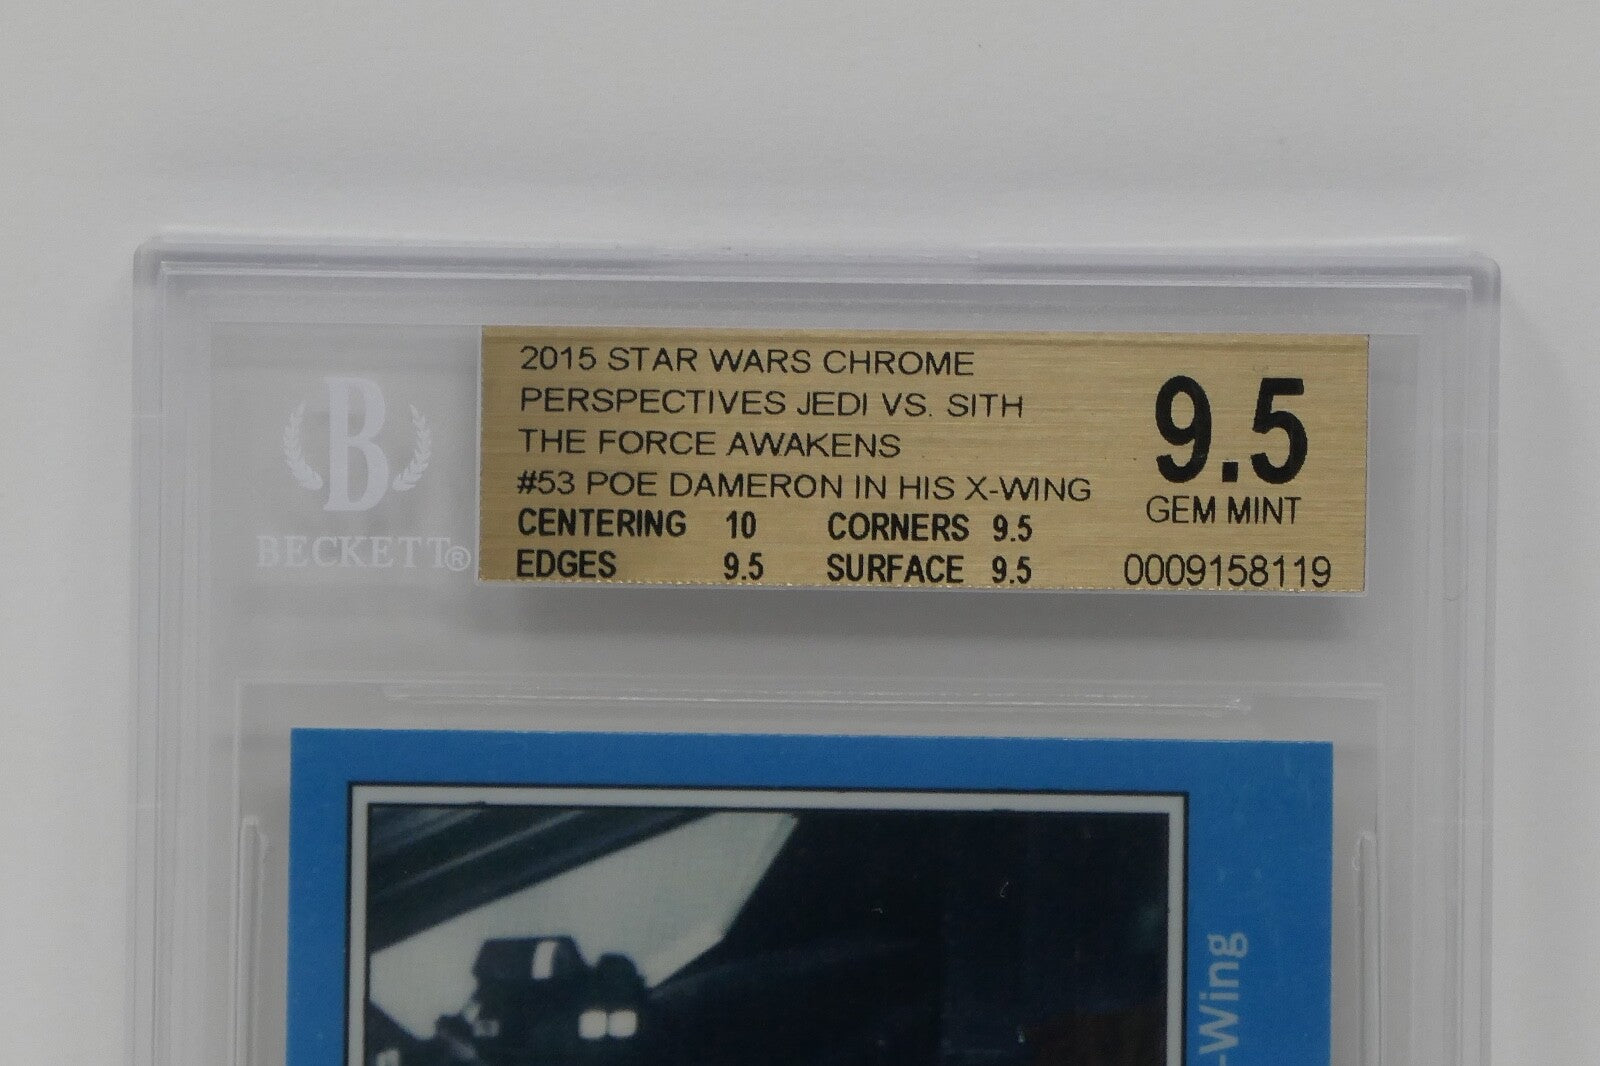 2015 STAR WARS CHROME
PERSPECTIVES JEDI VS. SITH
THE FORCE AWAKENS
#53 POE DAMERON IN HIS X-WING
CENTERING 10 CORNERS 9.5
EDGES 9.5 SURFACE 9.5
9.5
GEM MINT
0009158119
B
BECKETT®
-Wing